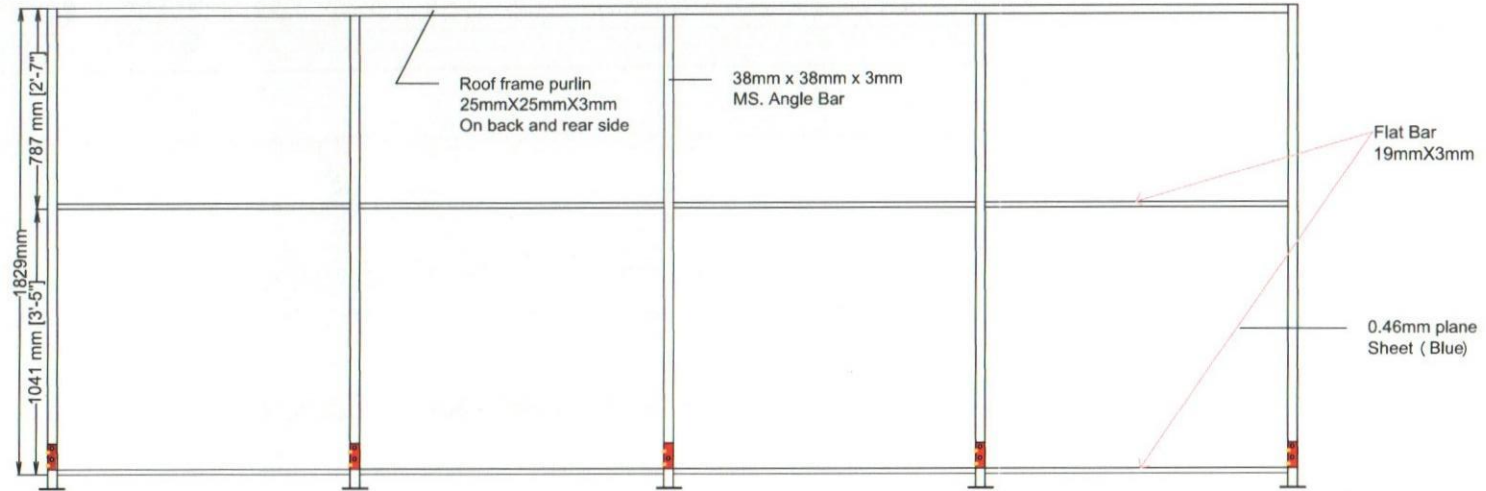 787 mm [2'-7"]
1829mm
1041 mm [3'-5"]
Roof frame purlin
25mmX25mmX3mm
On back and rear side
38mm x 38mm x 3mm
MS. Angle Bar
Flat Bar
19mmX3mm
0.46mm plane
Sheet ( Blue)